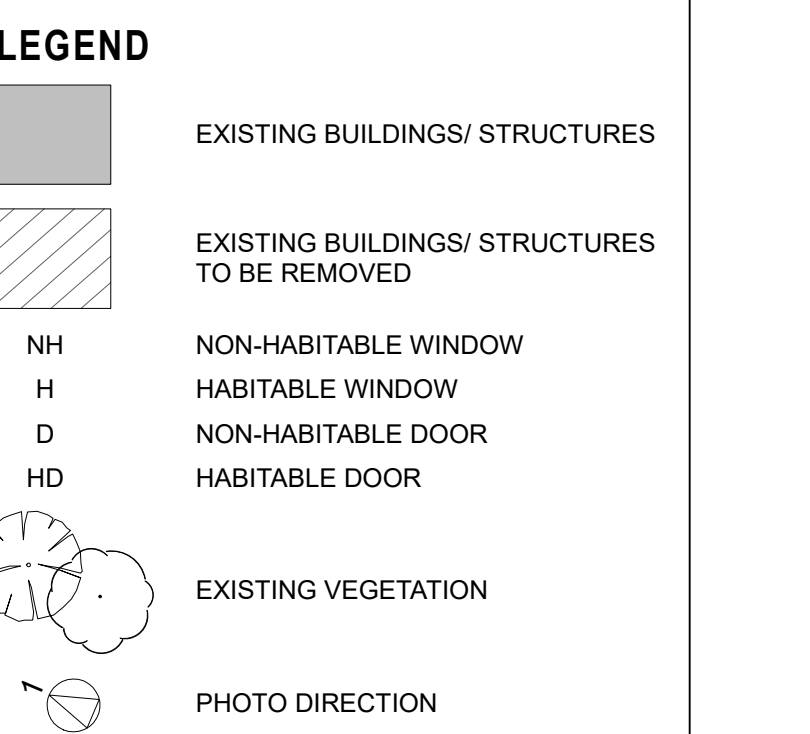 LEGEND
EXISTING BUILDINGS/ STRUCTURES
EXISTING BUILDINGS/ STRUCTURES
TO BE REMOVED
NH NON-HABITABLE WINDOW
H HABITABLE WINDOW
D NON-HABITABLE DOOR
HD HABITABLE DOOR
EXISTING VEGETATION
1 PHOTO DIRECTION